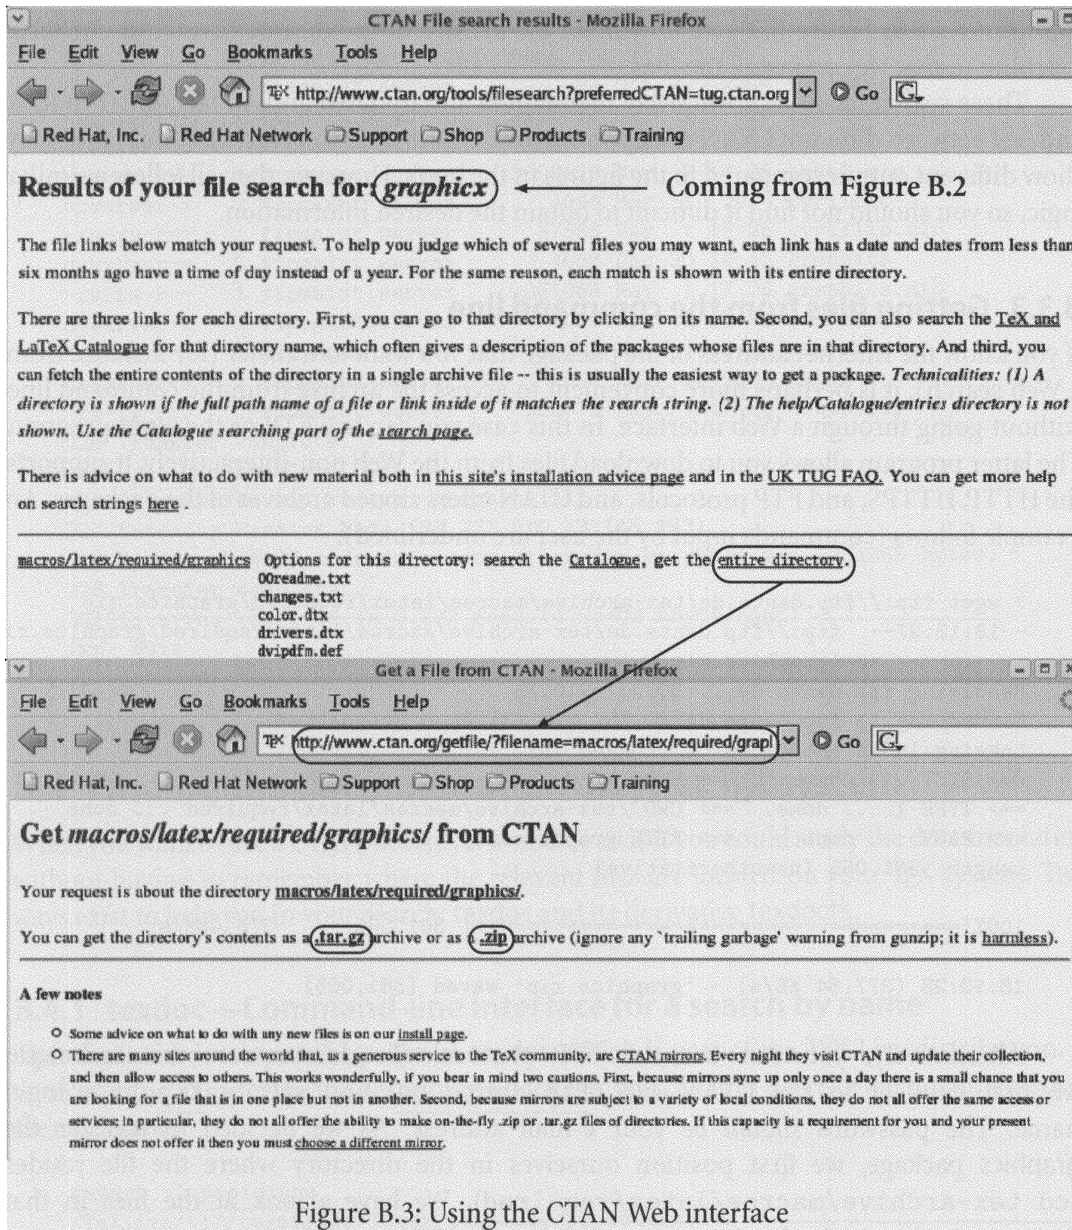 CTAN File search results - Mozilla Firefox
File Edit View Go Bookmarks Tools Help
TEX http://www.ctan.org/tools/filesearch?preferredCTAN=tug.ctan.org Go G
Red Hat, Inc. Red Hat Network Support Shop Products Training
Results of your file search for graphicx Coming from Figure B.2
The file links below match your request. To help you judge which of several files you may want, each link has a date and dates from less than
six months ago have a time of day instead of a year. For the same reason, each match is shown with its entire directory.
There are three links for each directory. First, you can go to that directory by clicking on its name. Second, you can also search the TeX and
LaTeX Catalogue for that directory name, which often gives a description of the packages whose files are in that directory. And third, you
can fetch the entire contents of the directory in a single archive file -- this is usually the easiest way to get a package. Technicalities: (1) A
directory is shown if the full path name of a file or link inside of it matches the search string. (2) The help/Catalogue/entries directory is not
shown. Use the Catalogue searching part of the search page.
There is advice on what to do with new material both in this site's installation advice page and in the UK TUG FAQ. You can get more help
on search strings here .
macros/latex/required/graphics Options for this directory: search the Catalogue, get the entire directory.
00readme.txt
changes.txt
color.dtx
drivers.dtx
dvipdfm.def
Get a File from CTAN - Mozilla Firefox
File Edit View Go Bookmarks Tools Help
TEX http://www.ctan.org/getfile/?filename=macros/latex/required/grapl Go G
Red Hat, Inc. Red Hat Network Support Shop Products Training
Get macros/latex/required/graphics/ from CTAN
Your request is about the directory macros/latex/required/graphics/.
You can get the directory's contents as a .tar.gz archive or as a .zip archive (ignore any `trailing garbage' warning from gunzip; it is harmless).
A few notes
Some advice on what to do with any new files is on our install page.
There are many sites around the world that, as a generous service to the TeX community, are CTAN mirrors. Every night they visit CTAN and update their collection,
and then allow access to others. This works wonderfully, if you bear in mind two cautions. First, because mirrors sync up only once a day there is a small chance that you
are looking for a file that is in one place but not in another. Second, because mirrors are subject to a variety of local conditions, they do not all offer the same access or
services; in particular, they do not all offer the ability to make on-the-fly .zip or .tar.gz files of directories. If this capacity is a requirement for you and your present
mirror does not offer it then you must choose a different mirror.
Figure B.3: Using the CTAN Web interface